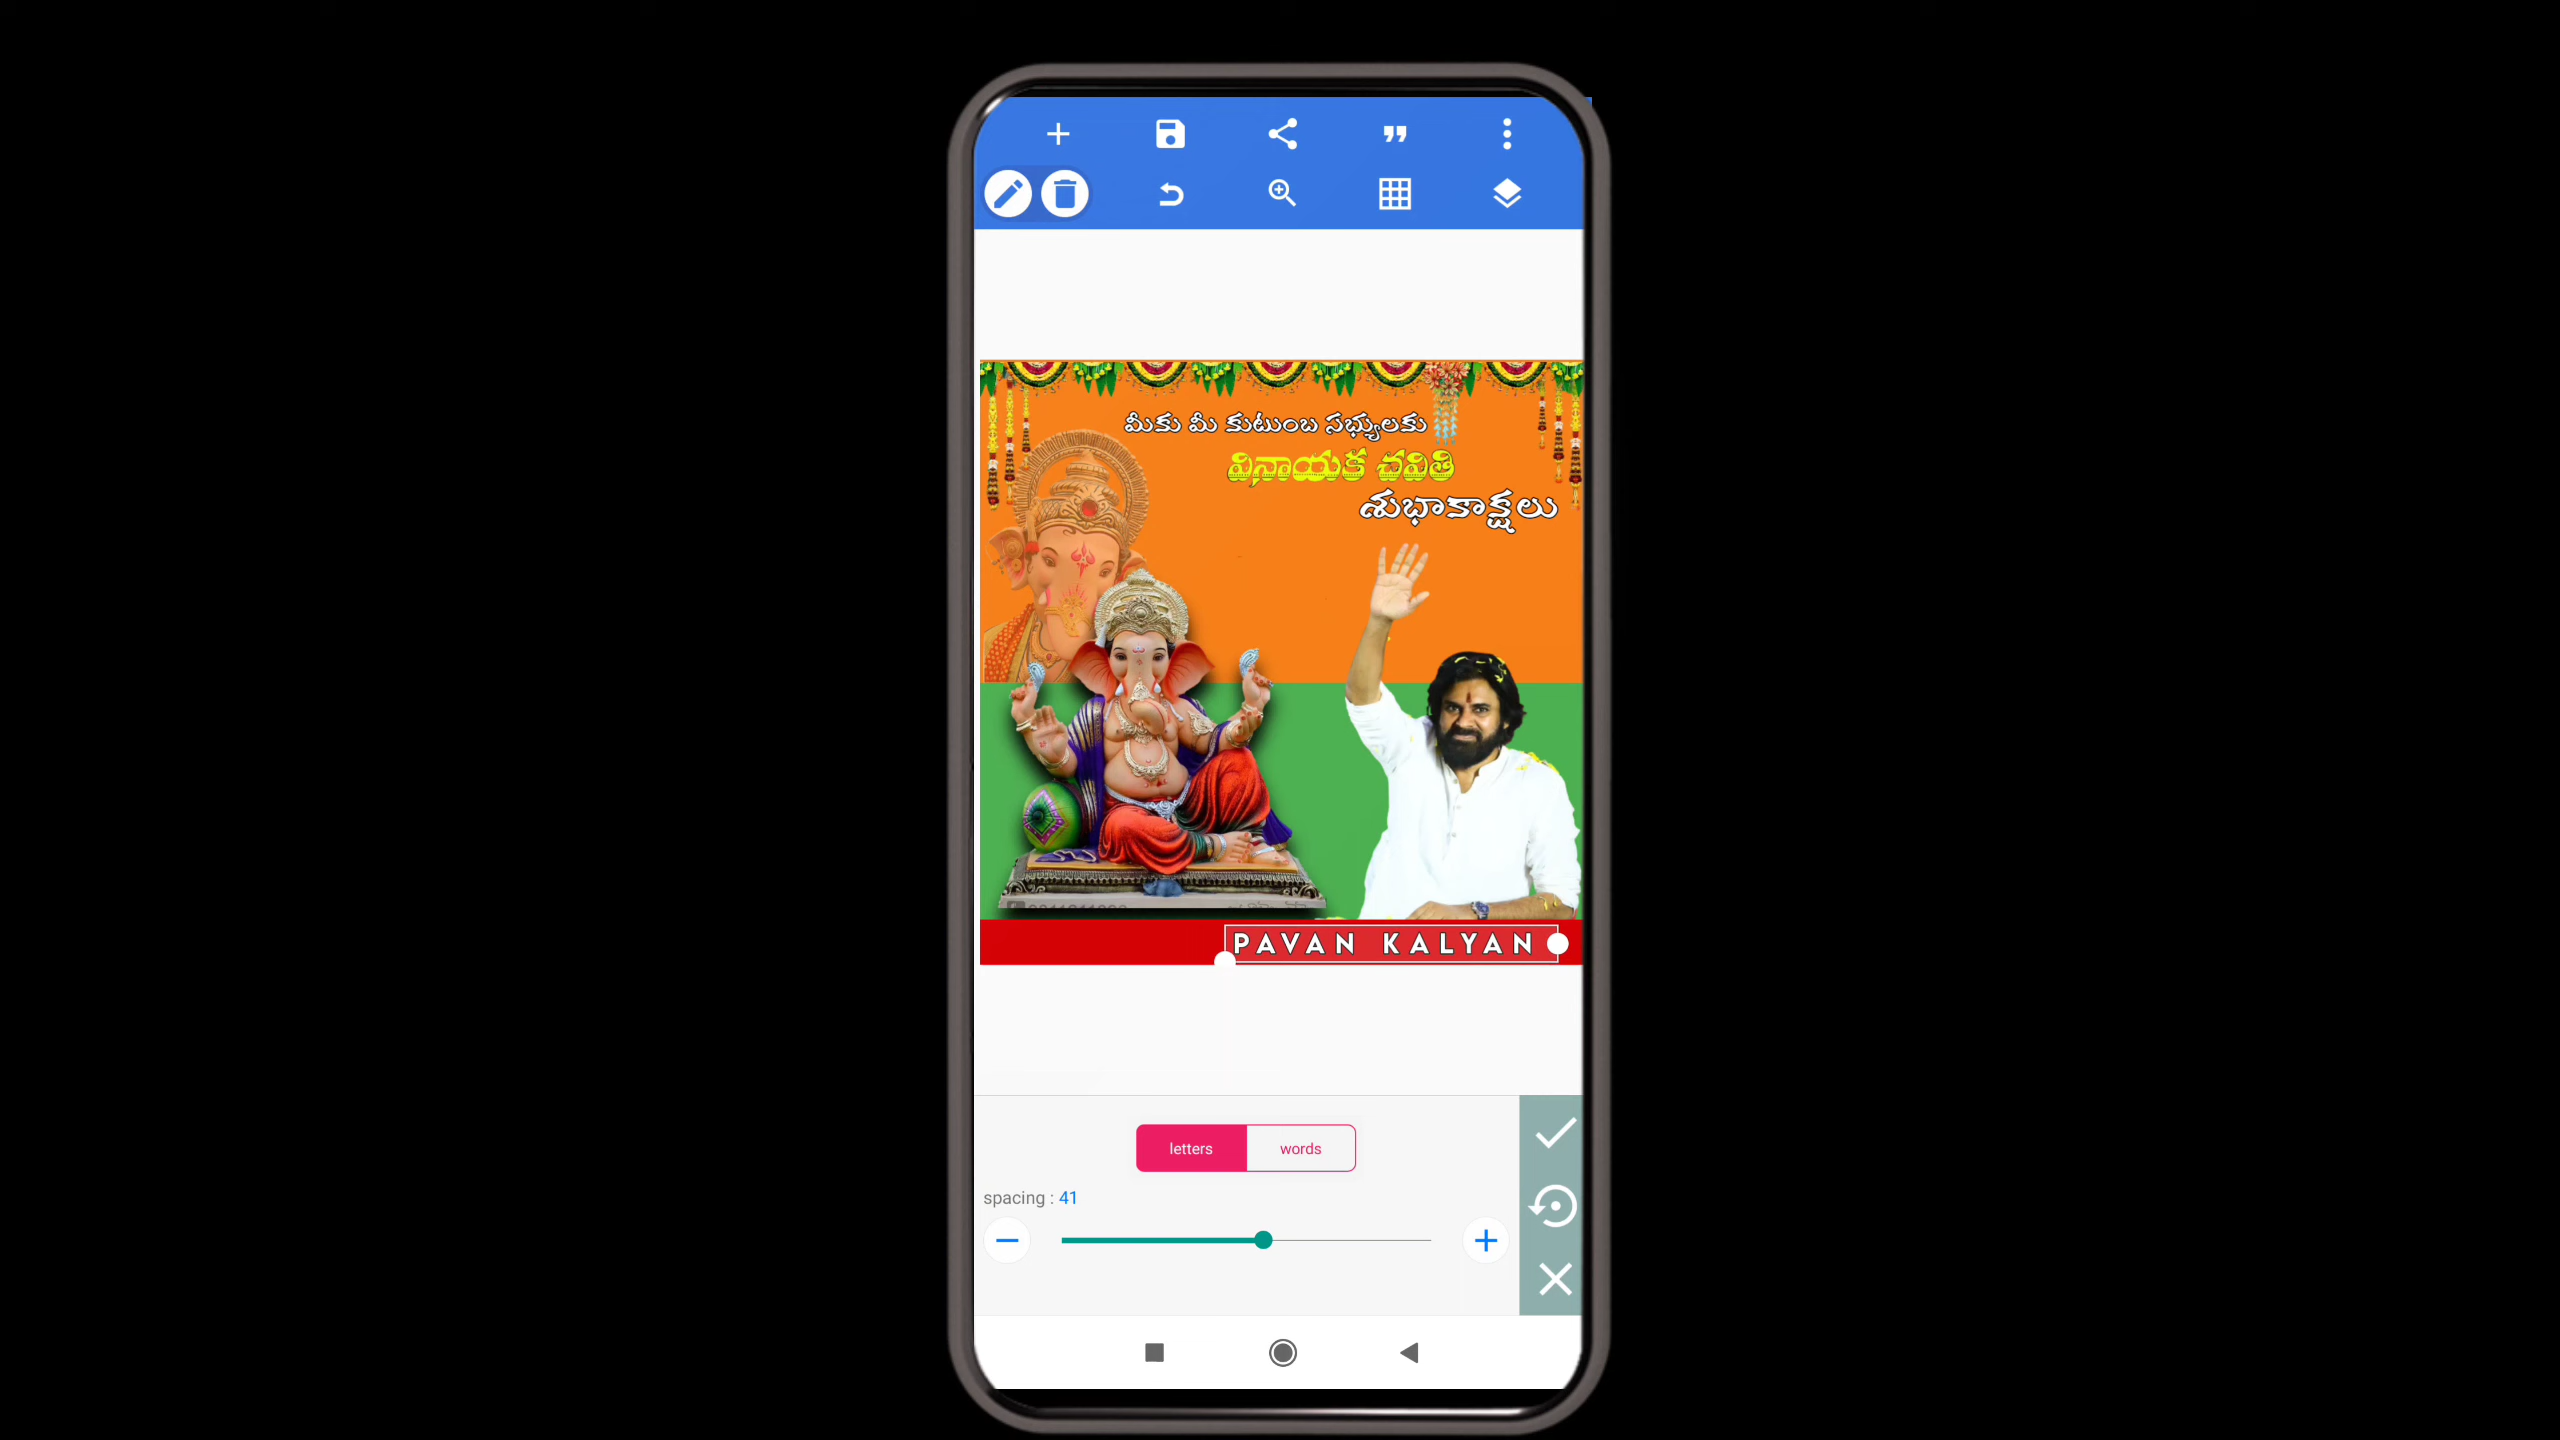 మీకు మీ కుటుంబ సభ్యులకు
వినాయక చవితి
శుభాకాక్షలు
PAVAN KALYAN
letters words
spacing : 41